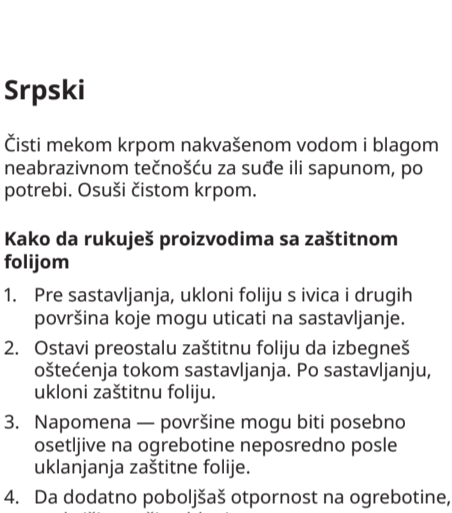 Srpski
Čisti mekom krpom nakvašenom vodom i blagom
neabrazivnom tečnošću za suđe ili sapunom, po
potrebi. Osuši čistom krpom.
Kako da rukuješ proizvodima sa zaštitnom
folijom
1. Pre sastavljanja, ukloni foliju s ivica i drugih
površina koje mogu uticati na sastavljanje.
2. Ostavi preostalu zaštitnu foliju da izbegneš
oštećenja tokom sastavljanja. Po sastavljanju,
ukloni zaštitnu foliju.
3. Napomena — površine mogu biti posebno
osetljive na ogrebotine neposredno posle
uklanjanja zaštitne folije.
4. Da dodatno poboljšaš otpornost na ogrebotine,